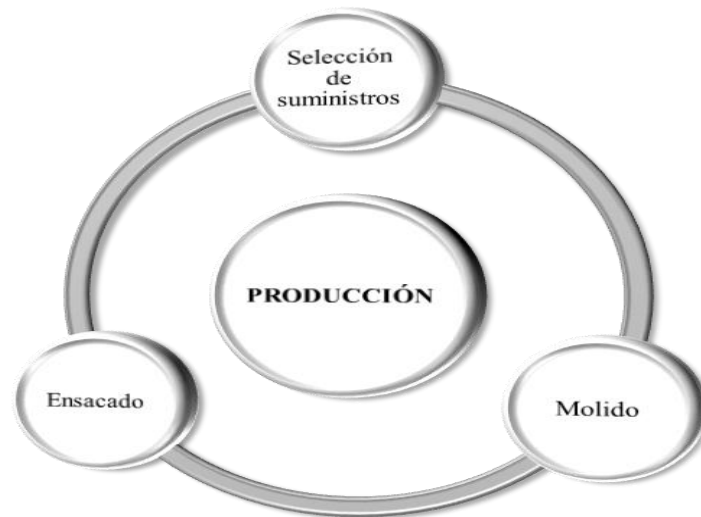 Selección
de
suministros
PRODUCCIÓN
Ensacado
Molido